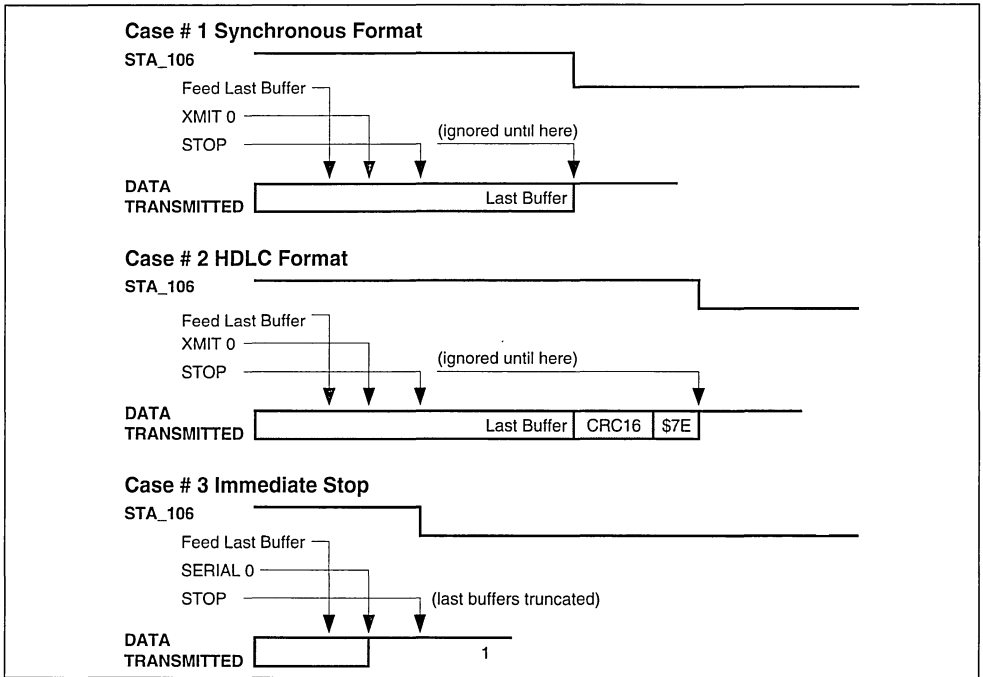 Case # 1 Synchronous Format
STA_106
Feed Last Buffer
XMIT 0
STOP
(ignored until here)
DATA
TRANSMITTED
Last Buffer
Case # 2 HDLC Format
STA_106
Feed Last Buffer
XMIT 0
STOP
(ignored until here)
DATA
TRANSMITTED
Last Buffer CRC16 $7E
Case # 3 Immediate Stop
STA_106
Feed Last Buffer
SERIAL 0
STOP
(last buffers truncated)
DATA
TRANSMITTED
1